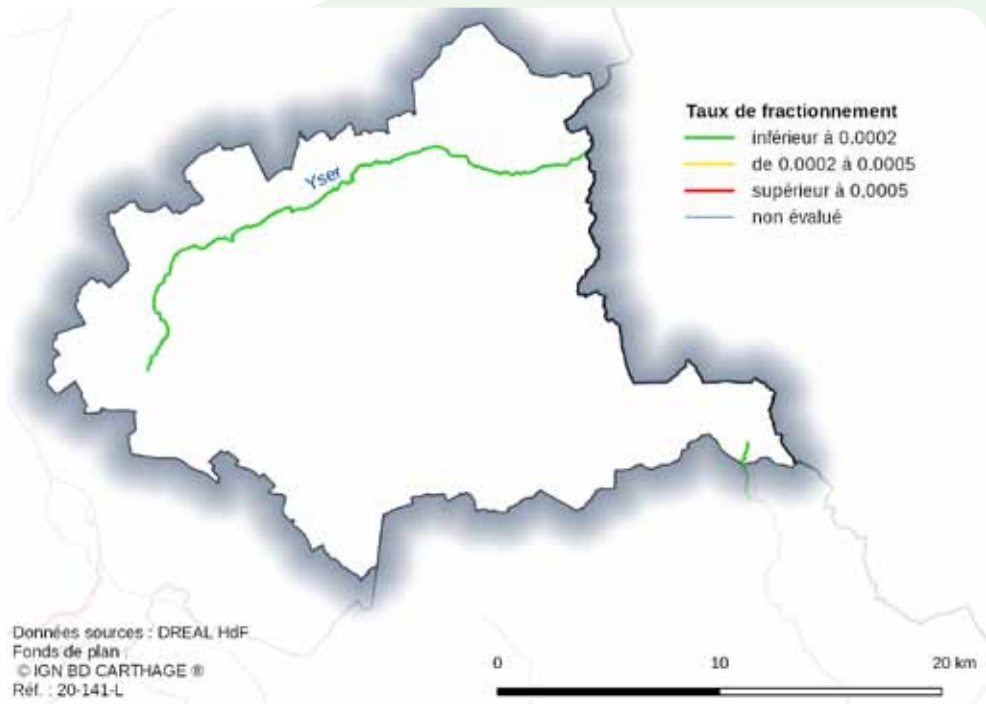 Taux de fractionnement
inférieur à 0.0002
de 0.0002 à 0.0005
supérieur à 0.0005
non évalué
Yser
Données sources : DREAL HdF
Fonds de plan :
© IGN BD CARTHAGE ®
Réf. : 20-141-L
0 10 20 km